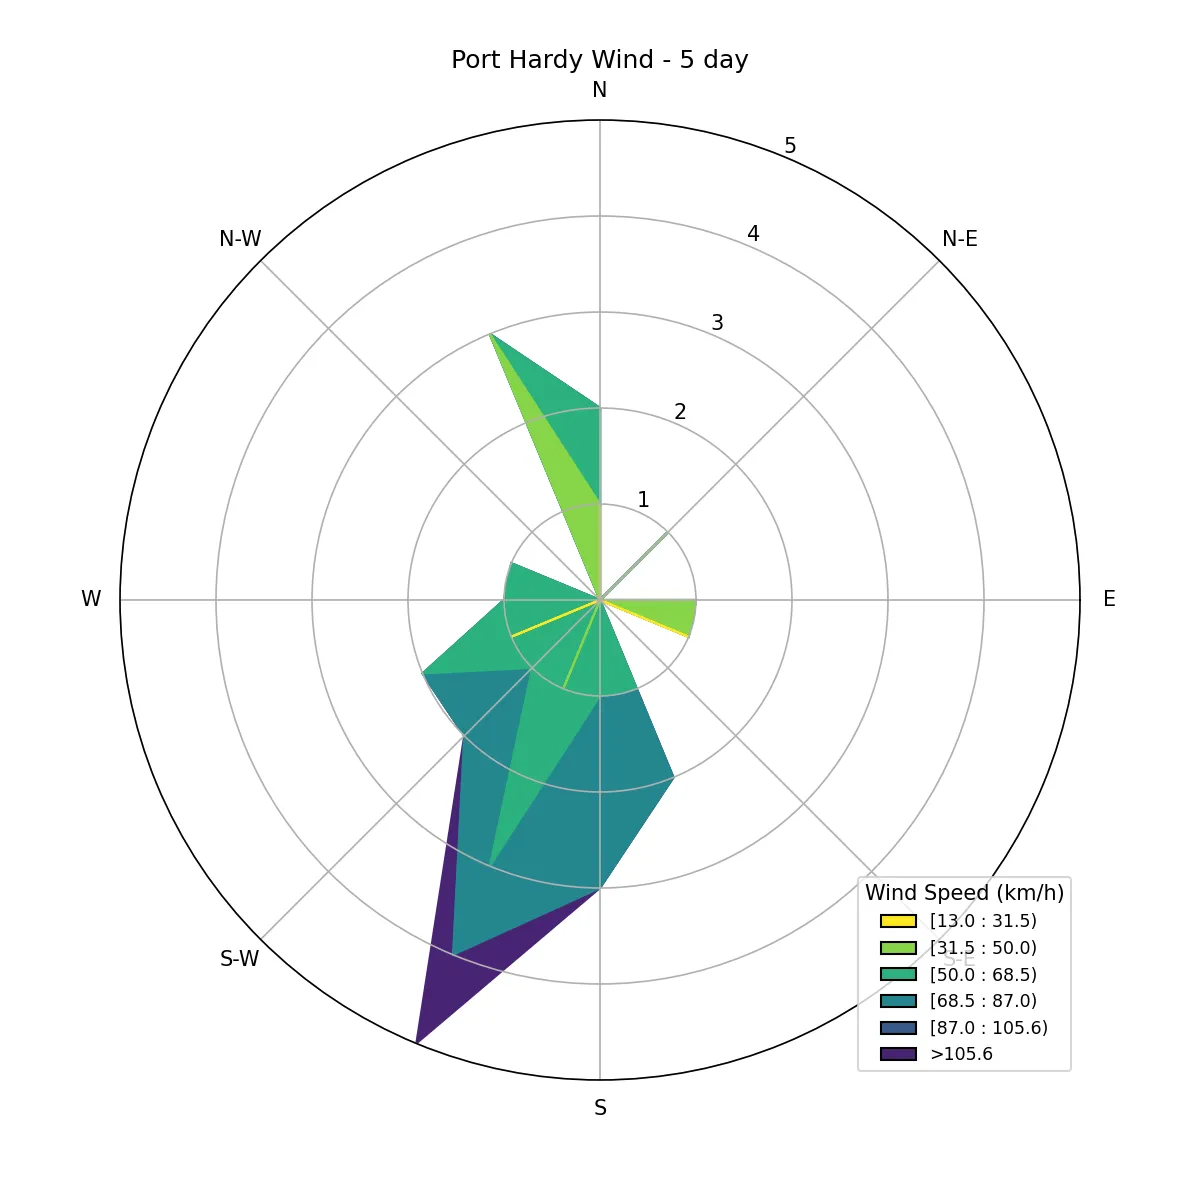 Port Hardy Wind - 5 day
N
5
N-W
N-E
4
3
2
1
W
E
S-W
S-E
S
Wind Speed (km/h)
[13.0 : 31.5)
[31.5 : 50.0)
[50.0 : 68.5)
[68.5 : 87.0)
[87.0 : 105.6)
>105.6